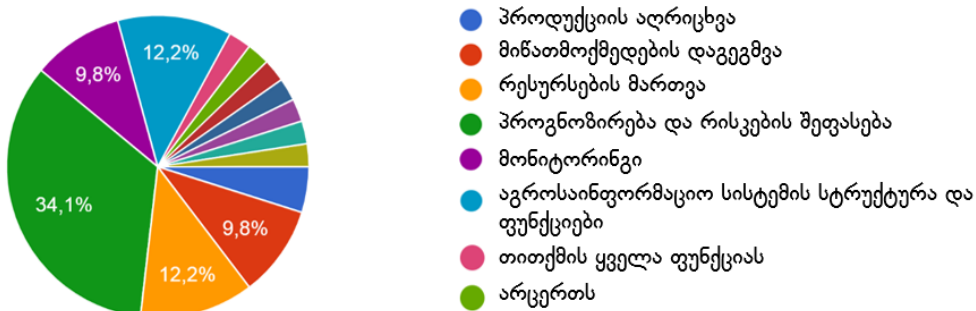 12,2%
9,8%
34,1%
9,8%
12,2%
პროდუქციის აღრიცხვა
მიწათმოქმედების დაგეგმვა
რესურსების მართვა
პროგნოზირება და რისკების შეფასება
მონიტორინგი
აგროსაინფორმაციო სისტემის სტრუქტურა და
ფუნქციები
თითქმის ყველა ფუნქციას
არცერთს